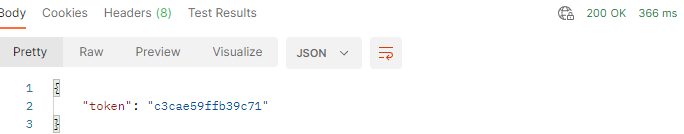 Body Cookies Headers (8) Test Results 200 OK 366 ms
Pretty Raw Preview Visualize JSON
1 {
2 "token": "c3cae59ffb39c71"
3 }